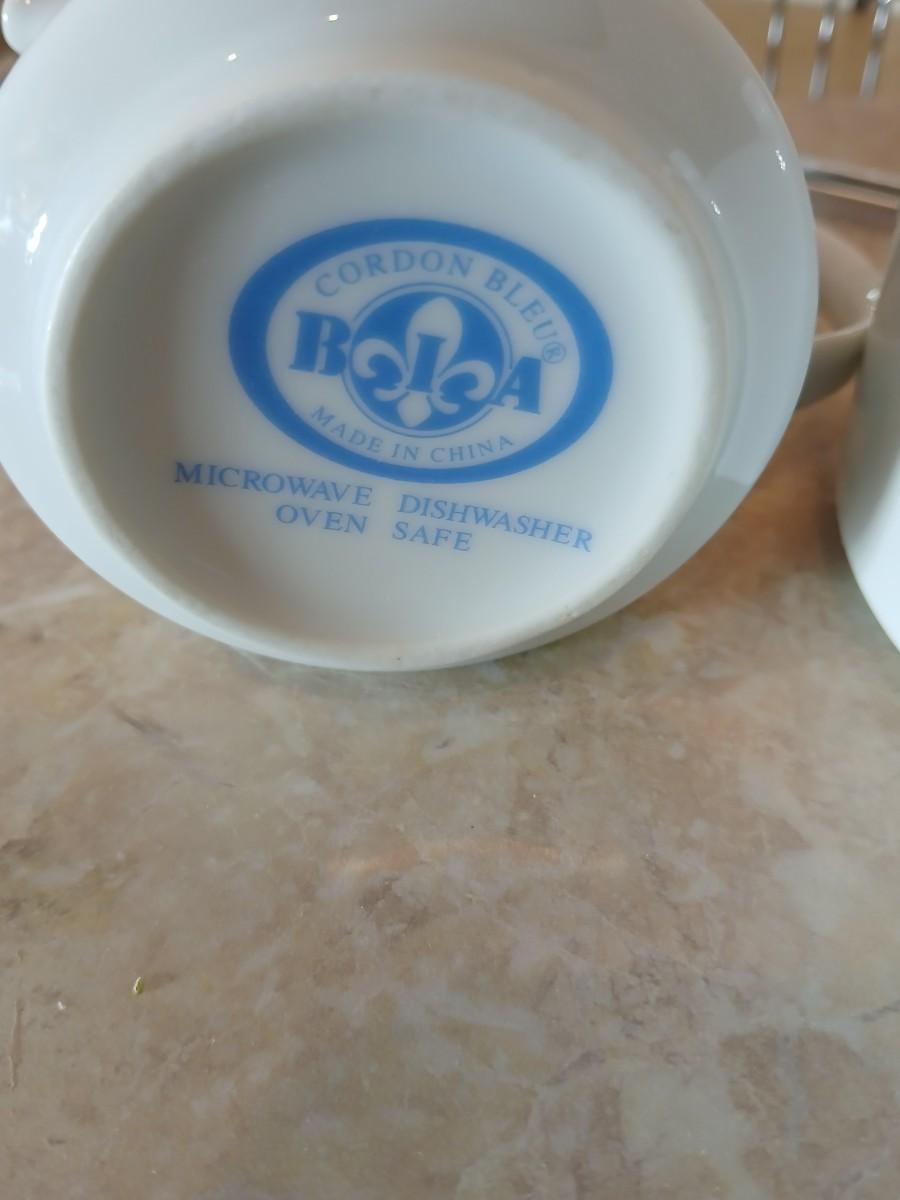 CORDON BLEU®
BIA
MADE IN CHINA
MICROWAVE DISHWASHER
OVEN SAFE